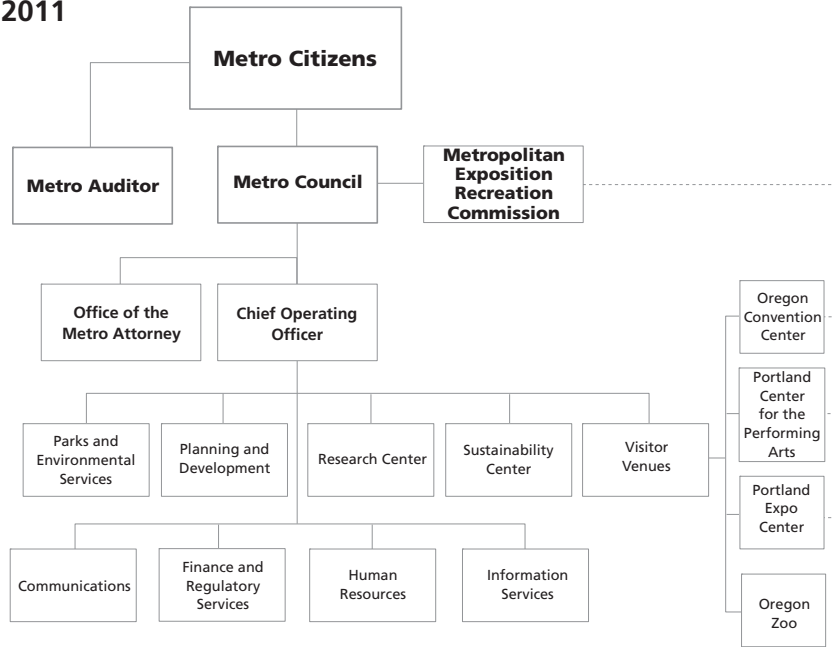 2011
Metro Citizens
Metro Auditor
Metro Council
Metropolitan
Exposition
Recreation
Commission
Office of the
Metro Attorney
Chief Operating
Officer
Parks and
Environmental
Services
Planning and
Development
Research Center
Sustainability
Center
Visitor
Venues
Communications
Finance and
Regulatory
Services
Human
Resources
Information
Services
Oregon
Convention
Center
Portland
Center
for the
Performing
Arts
Portland
Expo
Center
Oregon
Zoo